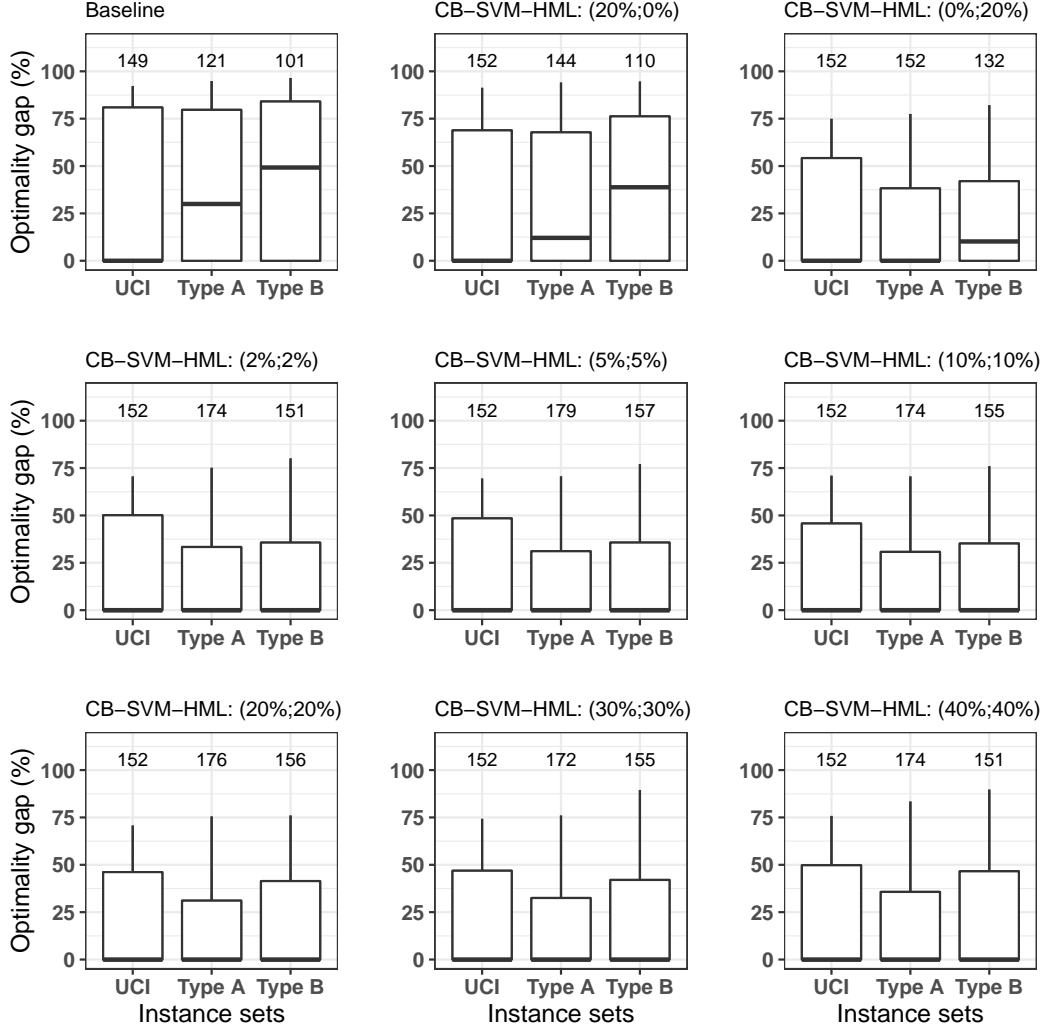 Baseline
CB−SVM−HML: (20%;0%)
CB−SVM−HML: (0%;20%)
Optimality gap (%)
100
75
50
25
0
149 121 101
UCI Type A Type B
100
75
50
25
0
152 144 110
UCI Type A Type B
100
75
50
25
0
152 152 132
UCI Type A Type B
CB−SVM−HML: (2%;2%)
CB−SVM−HML: (5%;5%)
CB−SVM−HML: (10%;10%)
Optimality gap (%)
100
75
50
25
0
152 174 151
UCI Type A Type B
100
75
50
25
0
152 179 157
UCI Type A Type B
100
75
50
25
0
152 174 155
UCI Type A Type B
CB−SVM−HML: (20%;20%)
CB−SVM−HML: (30%;30%)
CB−SVM−HML: (40%;40%)
Optimality gap (%)
100
75
50
25
0
152 176 156
UCI Type A Type B
Instance sets
100
75
50
25
0
152 172 155
UCI Type A Type B
Instance sets
100
75
50
25
0
152 174 151
UCI Type A Type B
Instance sets